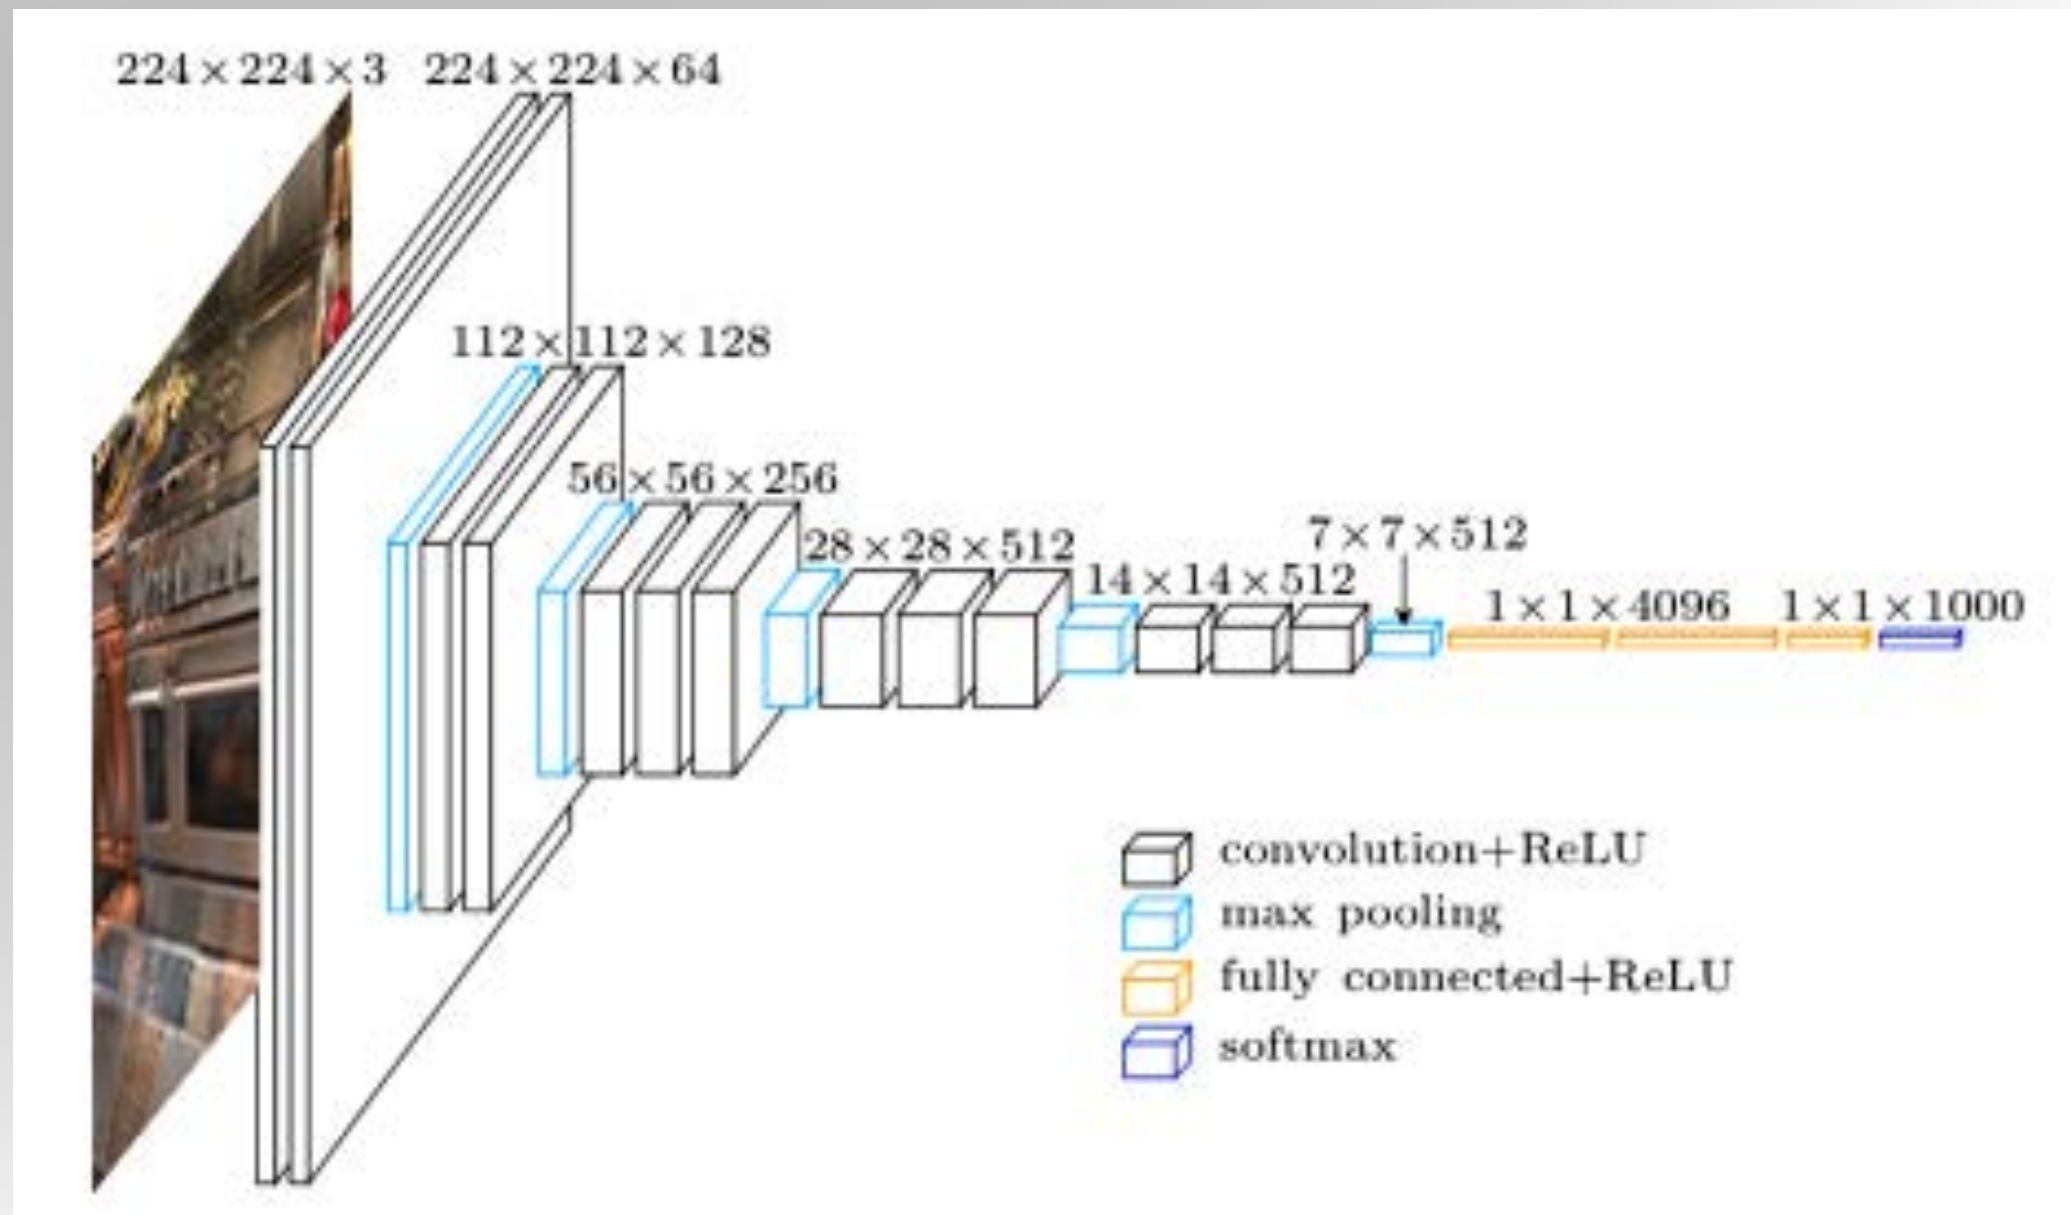 224×224×3
224×224×64
112×112×128
56×56×256
28×28×512
14×14×512
7×7×512
1×1×4096
1×1×1000
convolution+ReLU
max pooling
fully connected+ReLU
softmax